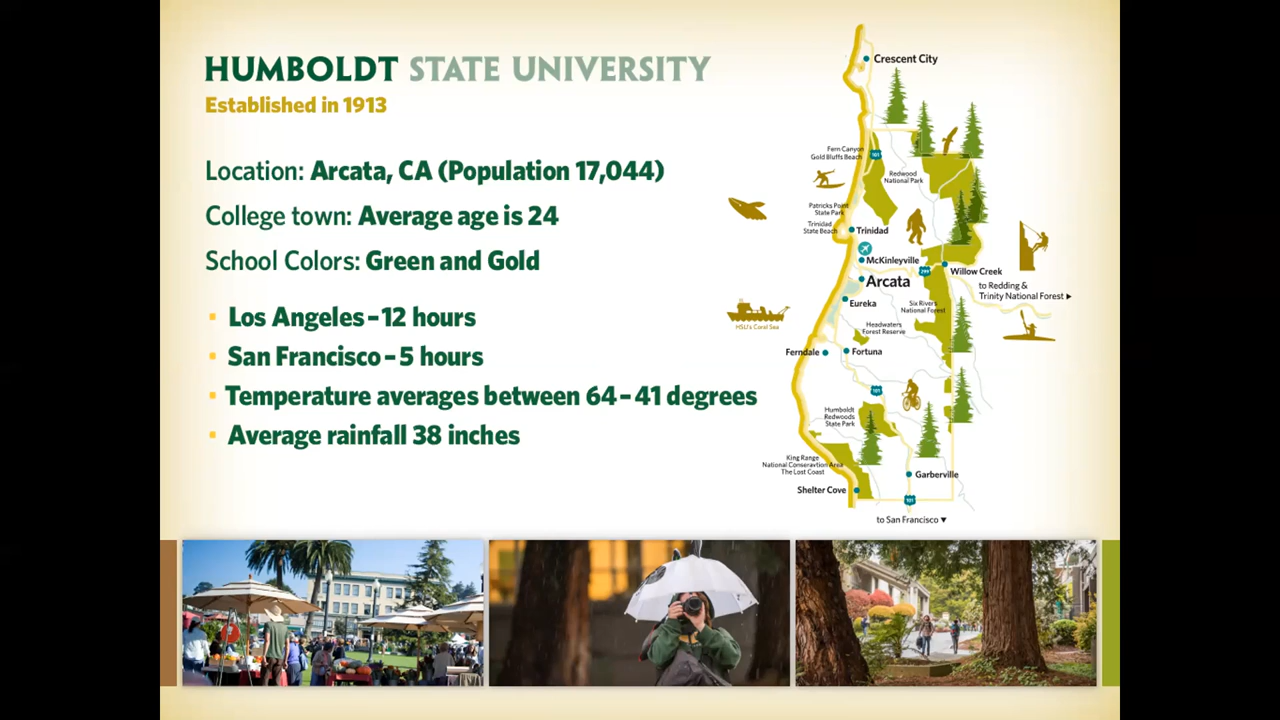 HUMBOLDT STATE UNIVERSITY
Established in 1913
Location: Arcata, CA (Population 17,044)
College town: Average age is 24
School Colors: Green and Gold
Los Angeles – 12 hours
San Francisco – 5 hours
Temperature averages between 64 – 41 degrees
Average rainfall 38 inches
Crescent City
Fern Canyon
Gold Bluffs Beach
101
Redwood
National Park
Patricks Point
State Park
Trinidad
State Beach
Trinidad
McKinleyville
299
Willow Creek
Arcata
to Redding &
Trinity National Forest ▶
Eureka
Six Rivers
National Forest
HSU's Coral Sea
Headwaters
Forest Reserve
Ferndale
Fortuna
101
Humboldt
Redwoods
State Park
King Range
National Conseravtion Area
The Lost Coast
Garberville
Shelter Cove
101
to San Francisco ▼